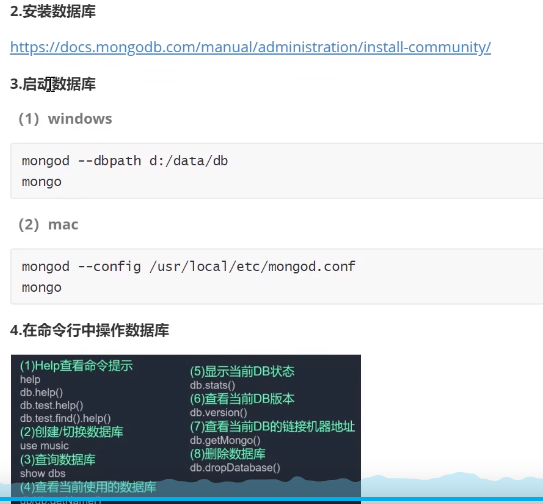 2.安装数据库
https://docs.mongodb.com/manual/administration/install-community/
3.启动数据库
（1）windows
mongod --dbpath d:/data/db
mongo
（2）mac
mongod --config /usr/local/etc/mongod.conf
mongo
4.在命令行中操作数据库
(1)Help查看命令提示
help
db.help()
db.test.help()
db.test.find().help()
(2)创建/切换数据库
use music
(3)查询数据库
show dbs
(4)查看当前使用的数据库
(5)显示当前DB状态
db.stats()
(6)查看当前DB版本
db.version()
(7)查看当前DB的链接机器地址
db.getMongo()
(8)删除数据库
db.dropDatabase()